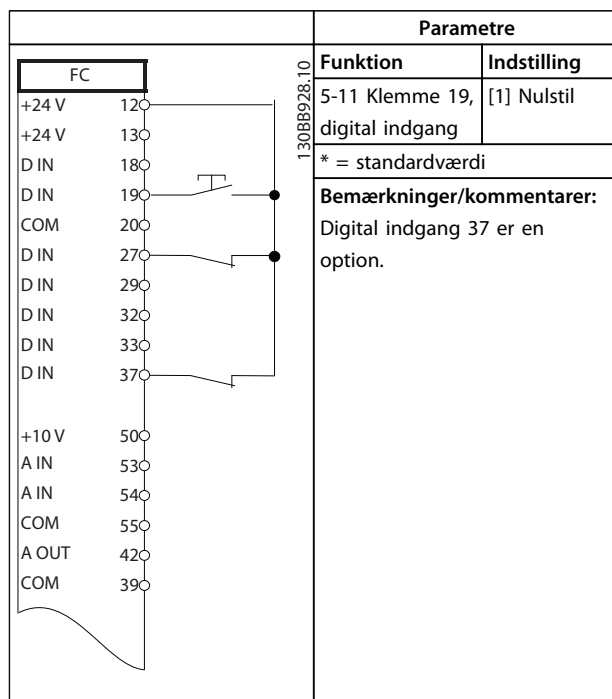 Parametre
Funktion Indstilling
5-11 Klemme 19, digital indgang [1] Nulstil
* = standardværdi
Bemærkninger/kommentarer:
Digital indgang 37 er en
option.
FC
+24 V 12
+24 V 13
D IN 18
D IN 19
COM 20
D IN 27
D IN 29
D IN 32
D IN 33
D IN 37
+10 V 50
A IN 53
A IN 54
COM 55
A OUT 42
COM 39
130BB928.10